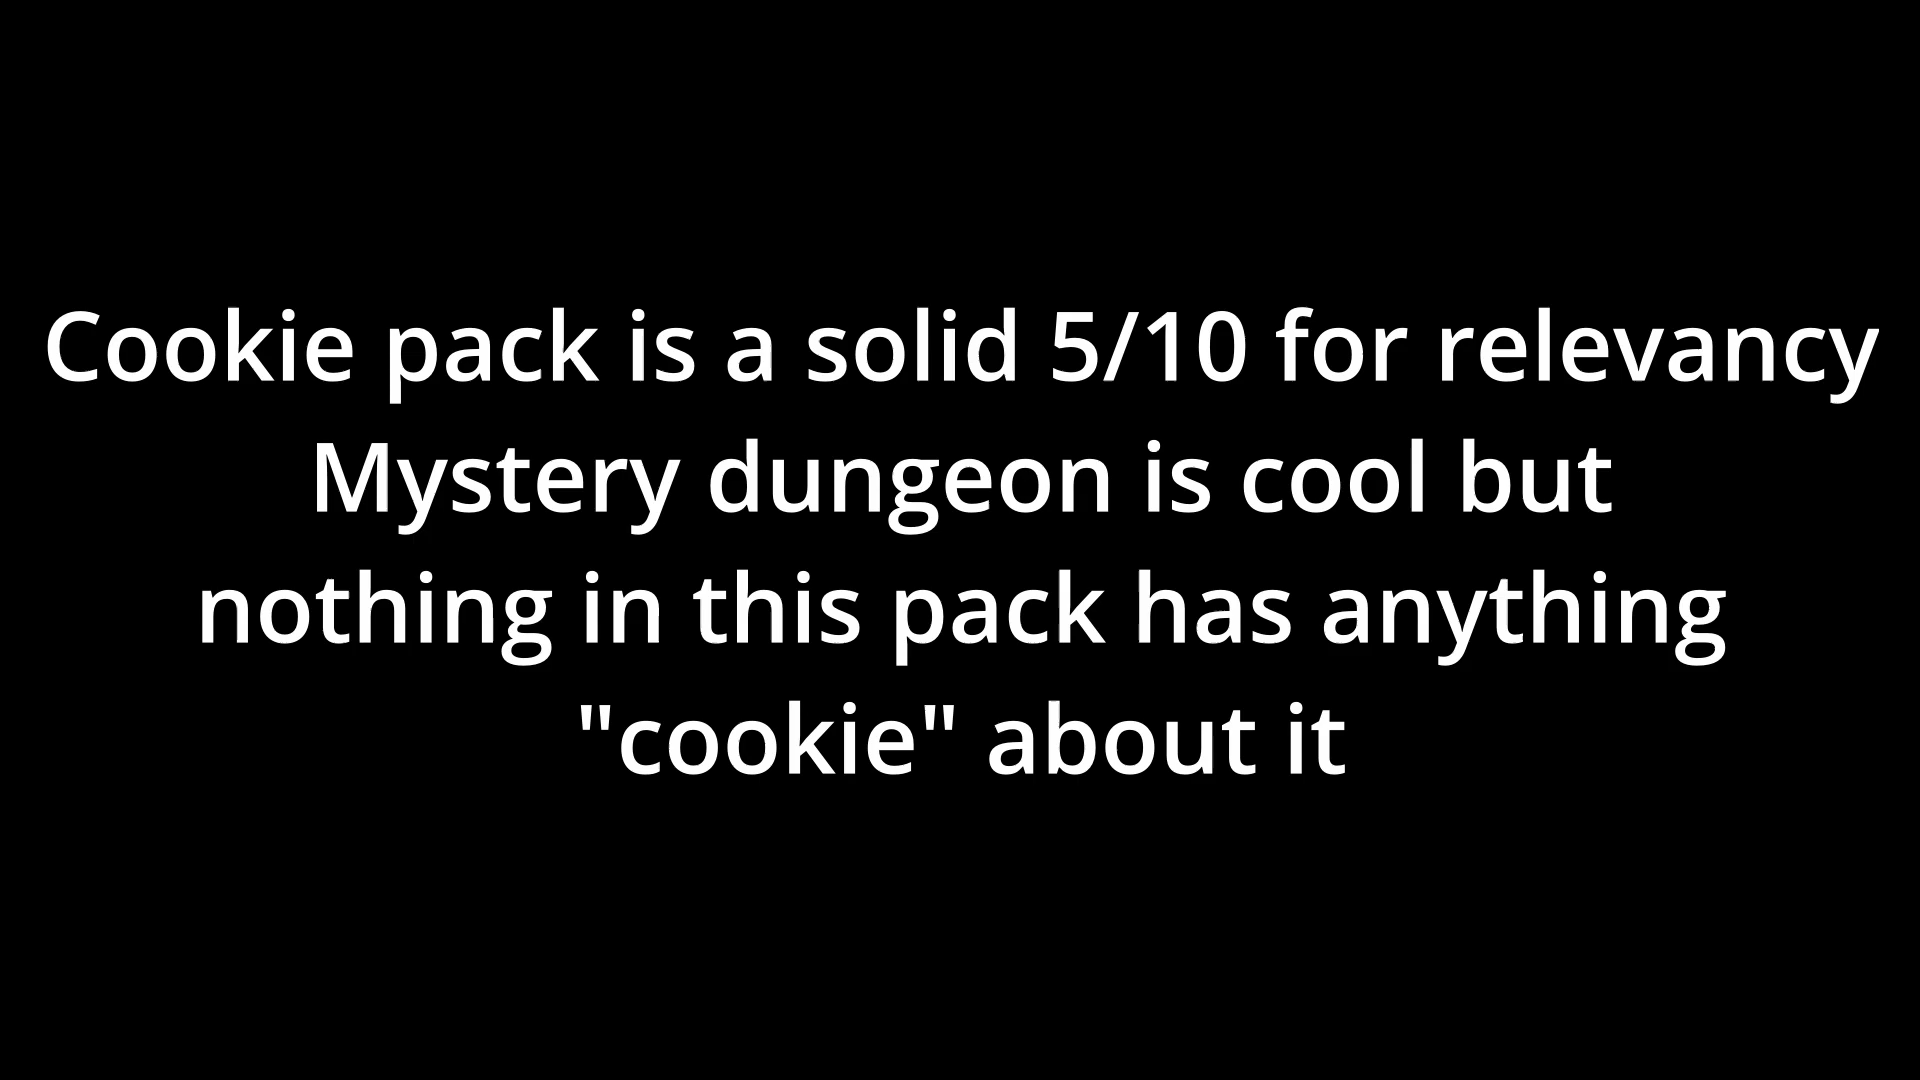 Cookie pack is a solid 5/10 for relevancy
Mystery dungeon is cool but
nothing in this pack has anything
"cookie" about it